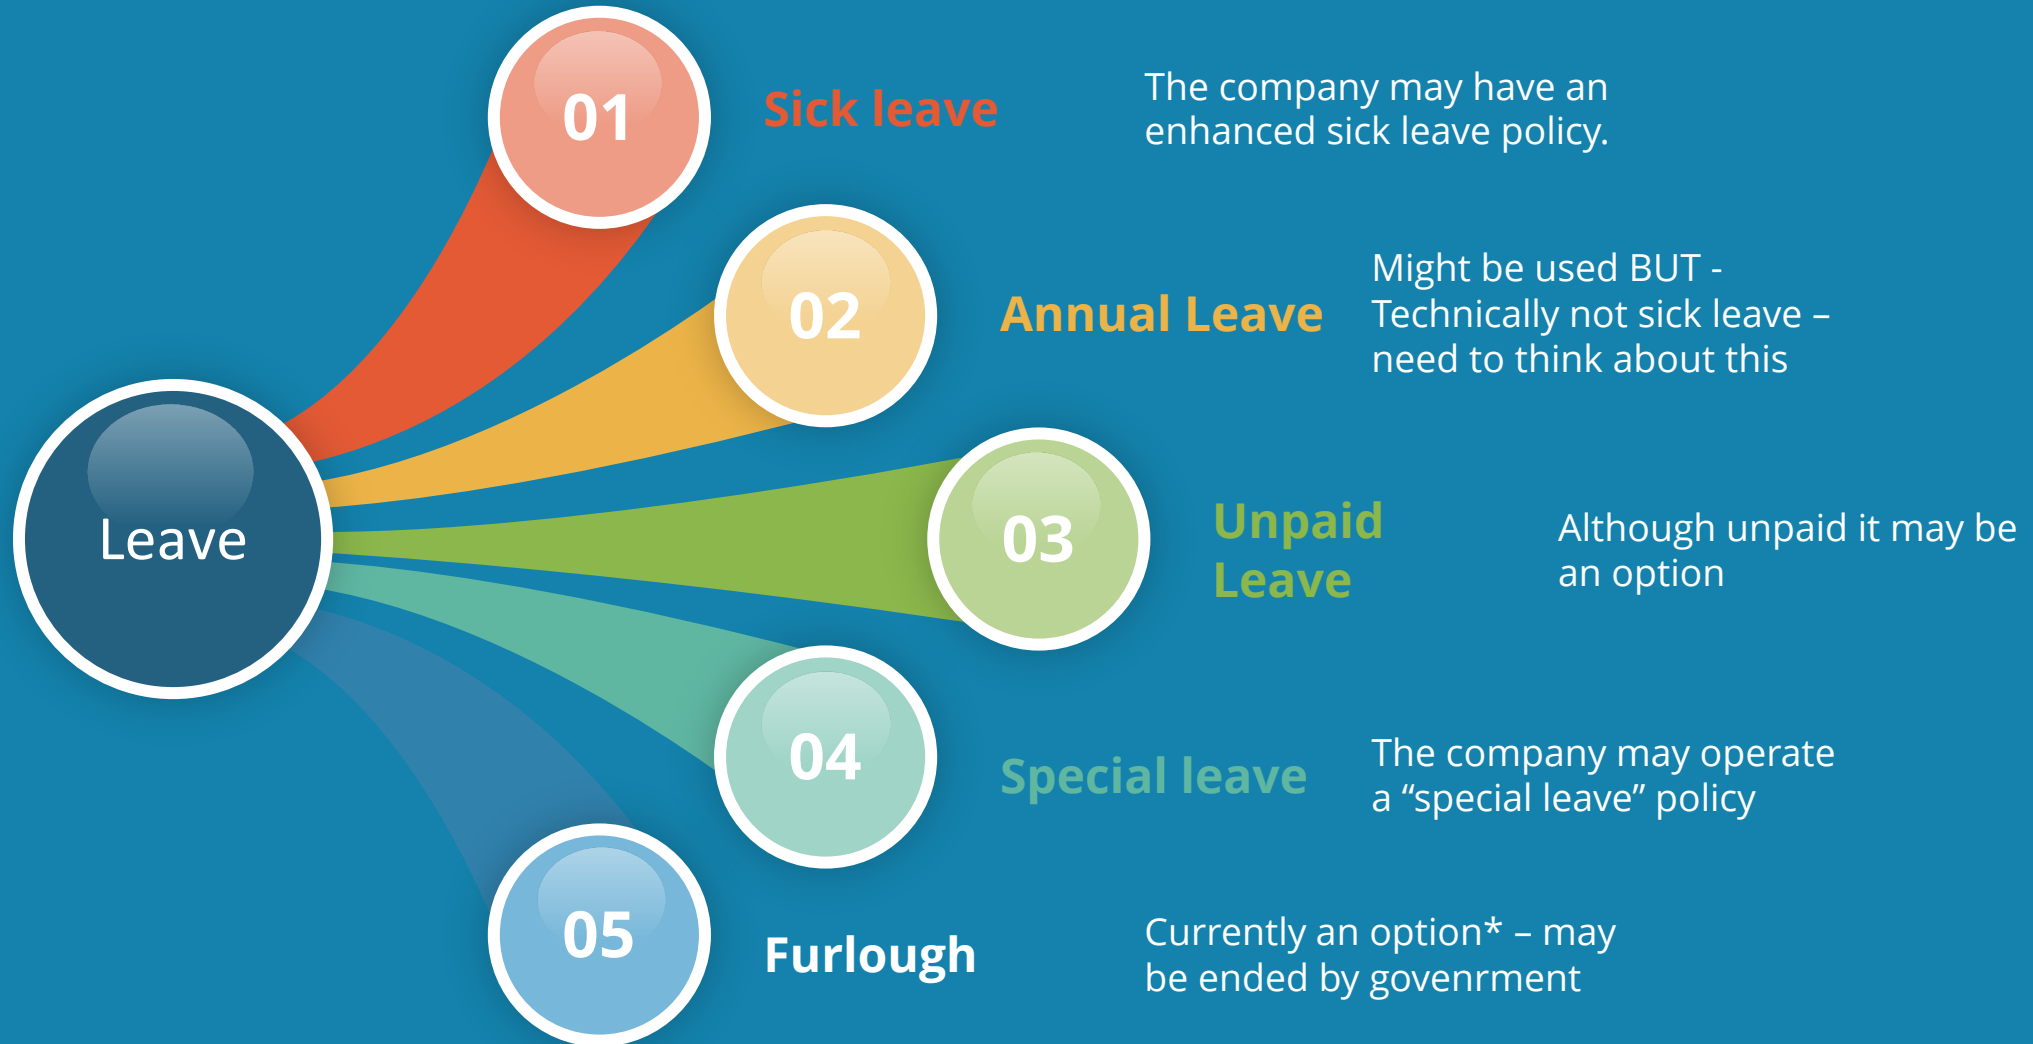 01
Sick leave
The company may have an
enhanced sick leave policy.
02
Annual Leave
Might be used BUT -
Technically not sick leave –
need to think about this
Leave
03
Unpaid
Leave
Although unpaid it may be
an option
04
Special leave
The company may operate
a “special leave” policy
05
Furlough
Currently an option* – may
be ended by govenrment